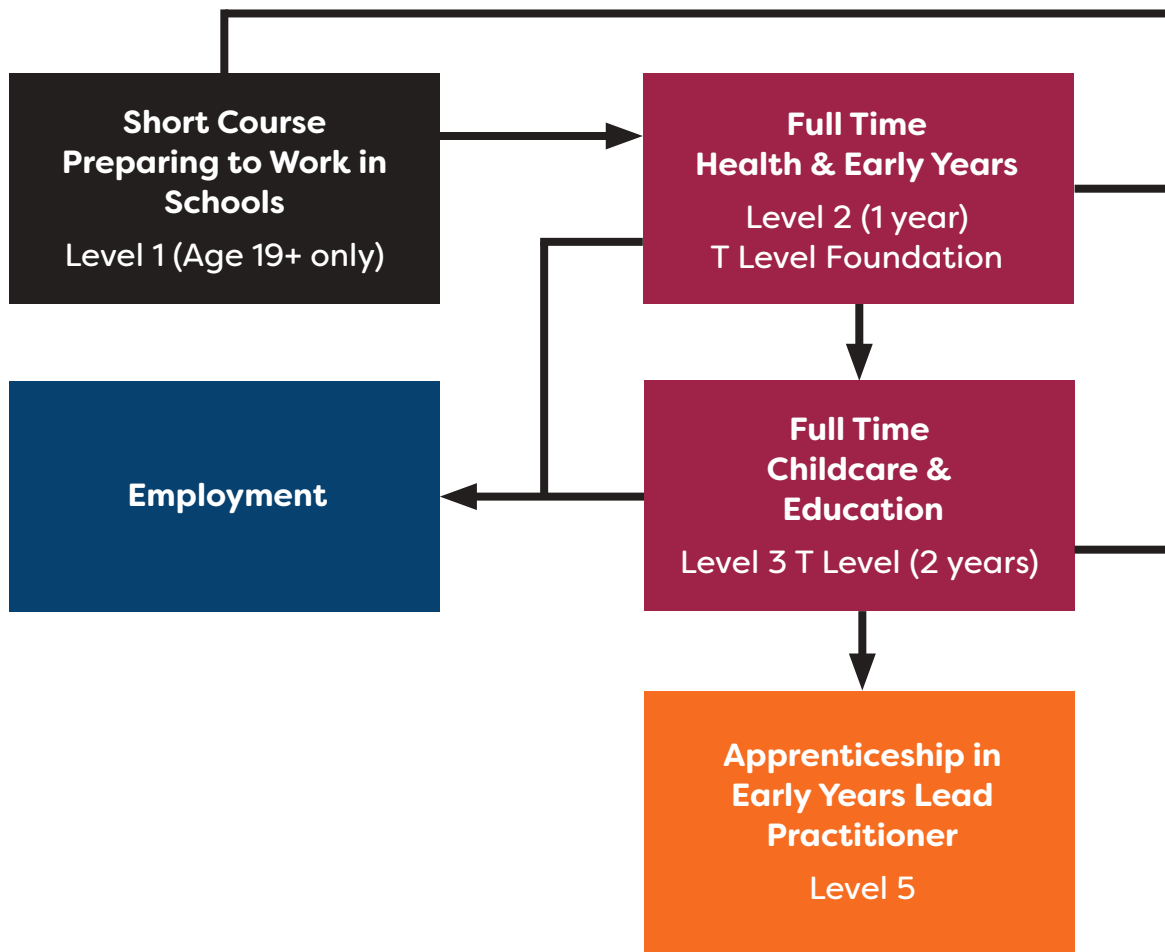 Short Course
Preparing to Work in
Schools
Level 1 (Age 19+ only)
Full Time
Health & Early Years
Level 2 (1 year)
T Level Foundation
Employment
Full Time
Childcare &
Education
Level 3 T Level (2 years)
Apprenticeship in
Early Years Lead
Practitioner
Level 5